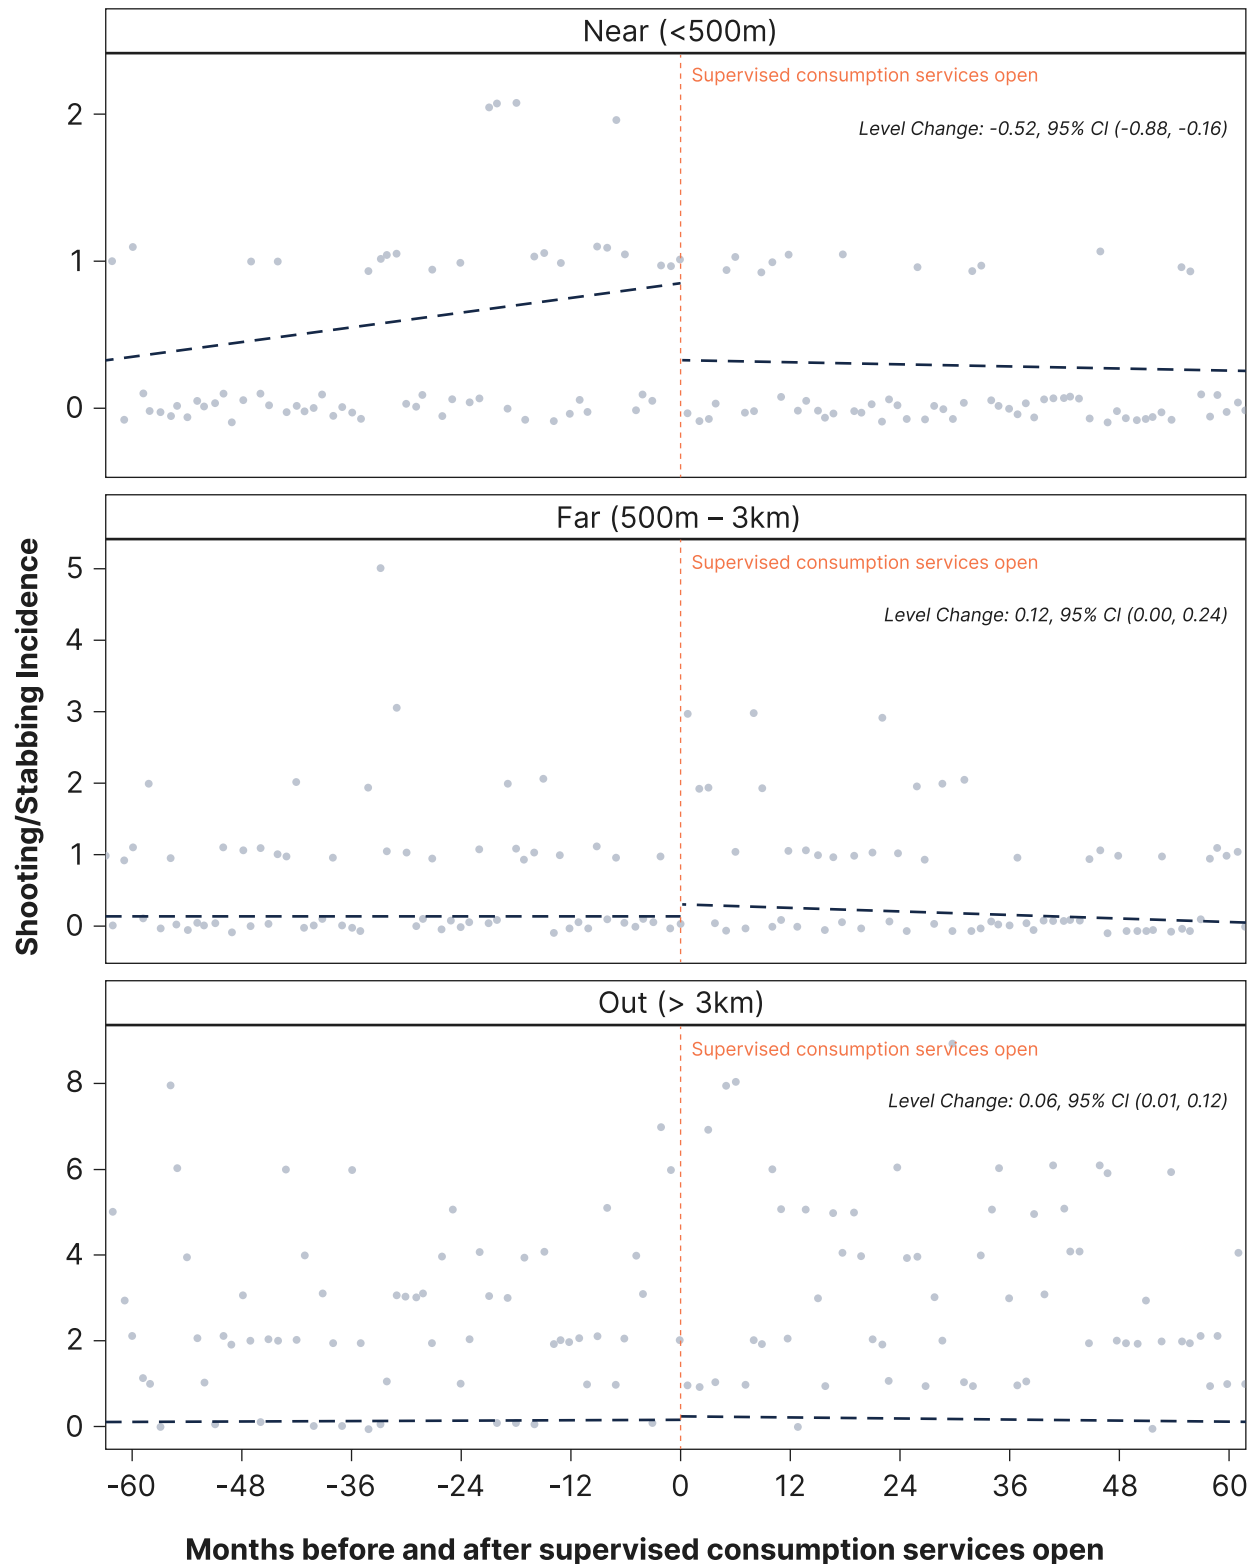 Near (<500m)
Supervised consumption services open
Level Change: -0.52, 95% CI (-0.88, -0.16)
2
1
0
Far (500m – 3km)
Supervised consumption services open
Level Change: 0.12, 95% CI (0.00, 0.24)
5
4
3
2
1
0
Shooting/Stabbing Incidence
Out (> 3km)
Supervised consumption services open
Level Change: 0.06, 95% CI (0.01, 0.12)
8
6
4
2
0
-60 -48 -36 -24 -12 0 12 24 36 48 60
Months before and after supervised consumption services open